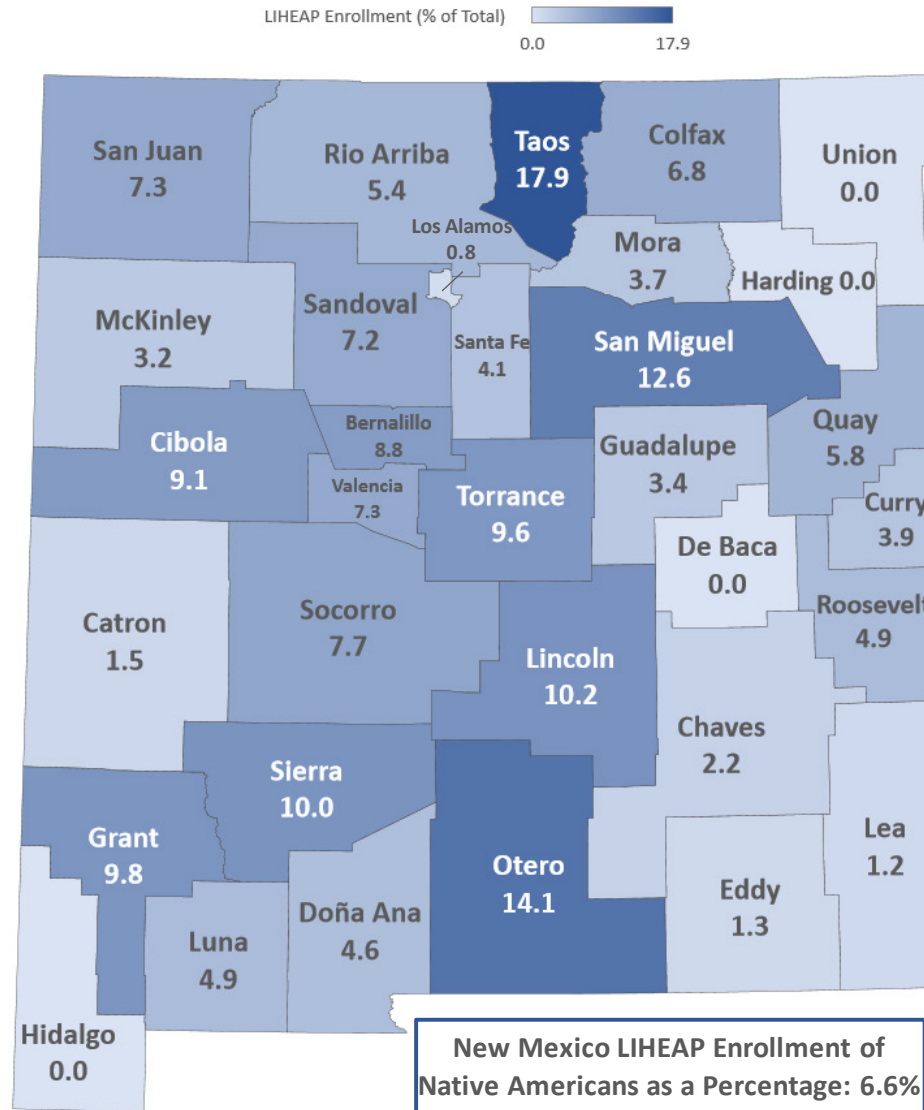 LIHEAP Enrollment (% of Total)
0.0
17.9
San Juan
7.3
Rio Arriba
5.4
Taos
17.9
Colfax
6.8
Union
0.0
Los Alamos
0.8
Mora
3.7
Harding 0.0
McKinley
3.2
Sandoval
7.2
Santa Fe
4.1
San Miguel
12.6
Quay
5.8
Cibola
9.1
Bernalillo
8.8
Valencia
7.3
Torrance
9.6
Guadalupe
3.4
Curry
3.9
De Baca
0.0
Roosevelt
4.9
Catron
1.5
Socorro
7.7
Lincoln
10.2
Chaves
2.2
Sierra
10.0
Grant
9.8
Otero
14.1
Lea
1.2
Eddy
1.3
Doña Ana
4.6
Luna
4.9
Hidalgo
0.0
New Mexico LIHEAP Enrollment of
Native Americans as a Percentage: 6.6%